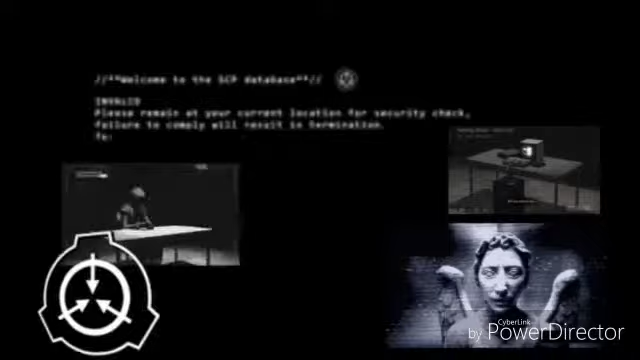 //**Welcome to the SCP database**//
INVALID
Please remain at your current location for security check,
failure to comply will result in termination.
CyberLink
by PowerDirector